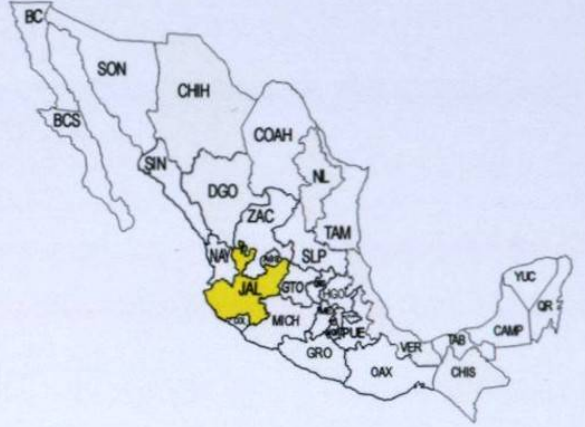 BC
SON
CHIH
BCS
COAH
SIN
NL
DGO
ZAC
TAM
NAY
SLP
JAL
GTO
HGO
YUC
QR
MICH
PUE
CAMP
VER
TAB
GRO
OAX
CHIS